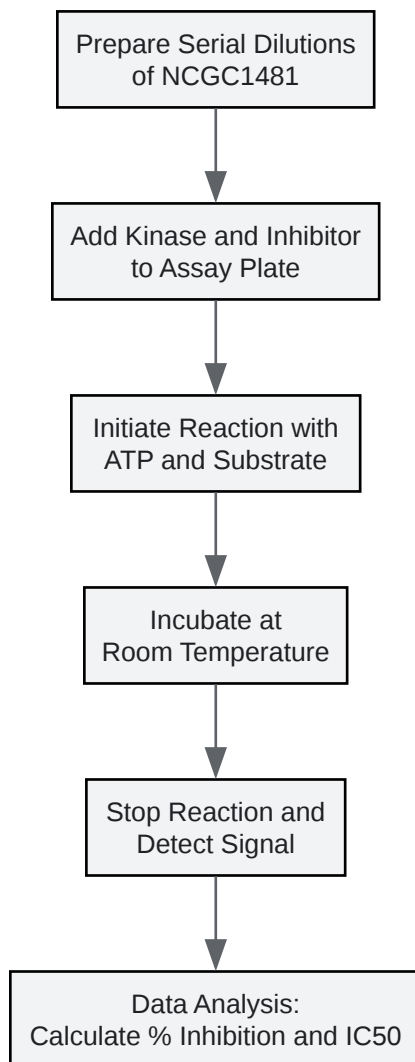 Prepare Serial Dilutions
of NCGC1481
Add Kinase and Inhibitor
to Assay Plate
Initiate Reaction with
ATP and Substrate
Incubate at
Room Temperature
Stop Reaction and
Detect Signal
Data Analysis:
Calculate % Inhibition and IC50